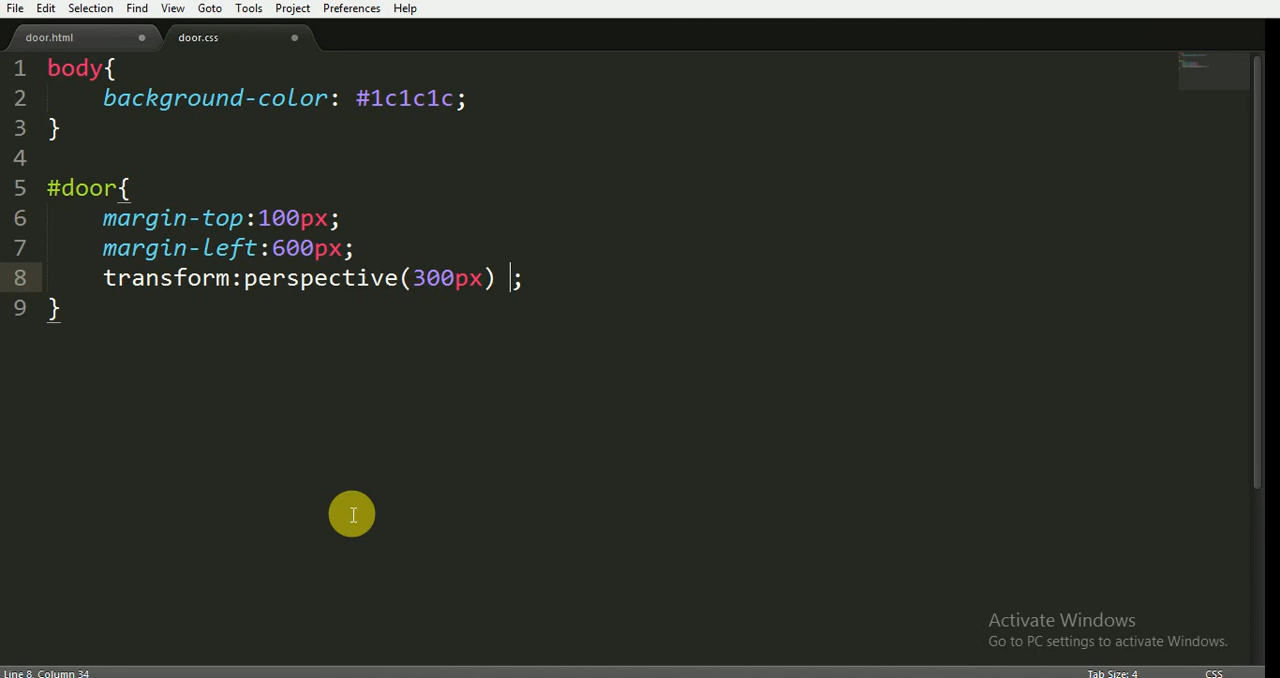 File Edit Selection Find View Goto Tools Project Preferences Help
door.html door.css
1 body{
2 background-color: #1c1c1c;
3 }
4
5 #door{
6 margin-top:100px;
7 margin-left:600px;
8 transform:perspective(300px) ;
9 }
Activate Windows
Go to PC settings to activate Windows.
Line 8, Column 34 Tab Size: 4 CSS